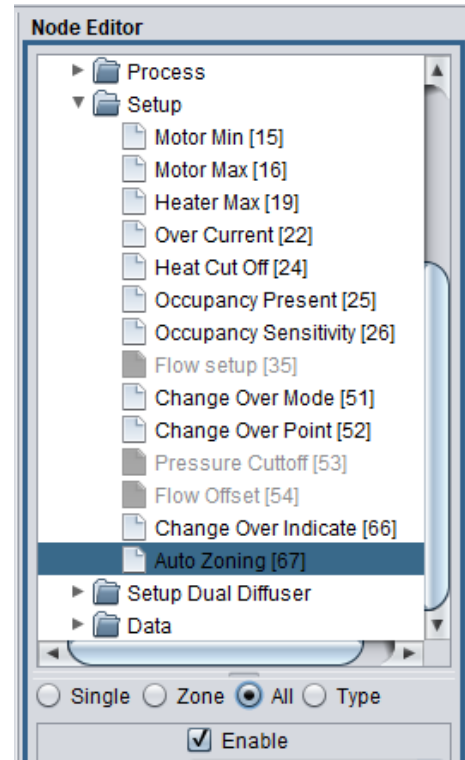 Node Editor
Process
Setup
Motor Min [15]
Motor Max [16]
Heater Max [19]
Over Current [22]
Heat Cut Off [24]
Occupancy Present [25]
Occupancy Sensitivity [26]
Flow setup [35]
Change Over Mode [51]
Change Over Point [52]
Pressure Cuttoff [53]
Flow Offset [54]
Change Over Indicate [66]
Auto Zoning [67]
Setup Dual Diffuser
Data
Single Zone All Type
Enable